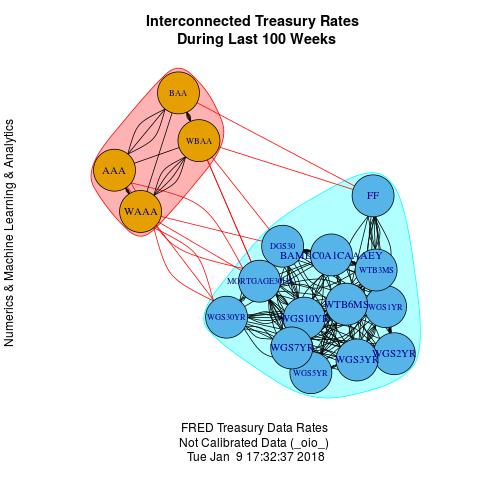 Interconnected Treasury Rates
During Last 100 Weeks
Numerics & Machine Learning & Analytics
BAA
WBAA
AAA
WAAA
FF
DGS30
BAMLC0A1CAAAEY
WTB3MS
WGS30YR
WTB6MS
WGS1YR
WGS10YR
WGS7YR
WGS3YR
WGS2YR
WGS5YR
FRED Treasury Data Rates
Not Calibrated Data (_oio_)
Tue Jan  9 17:32:37 2018